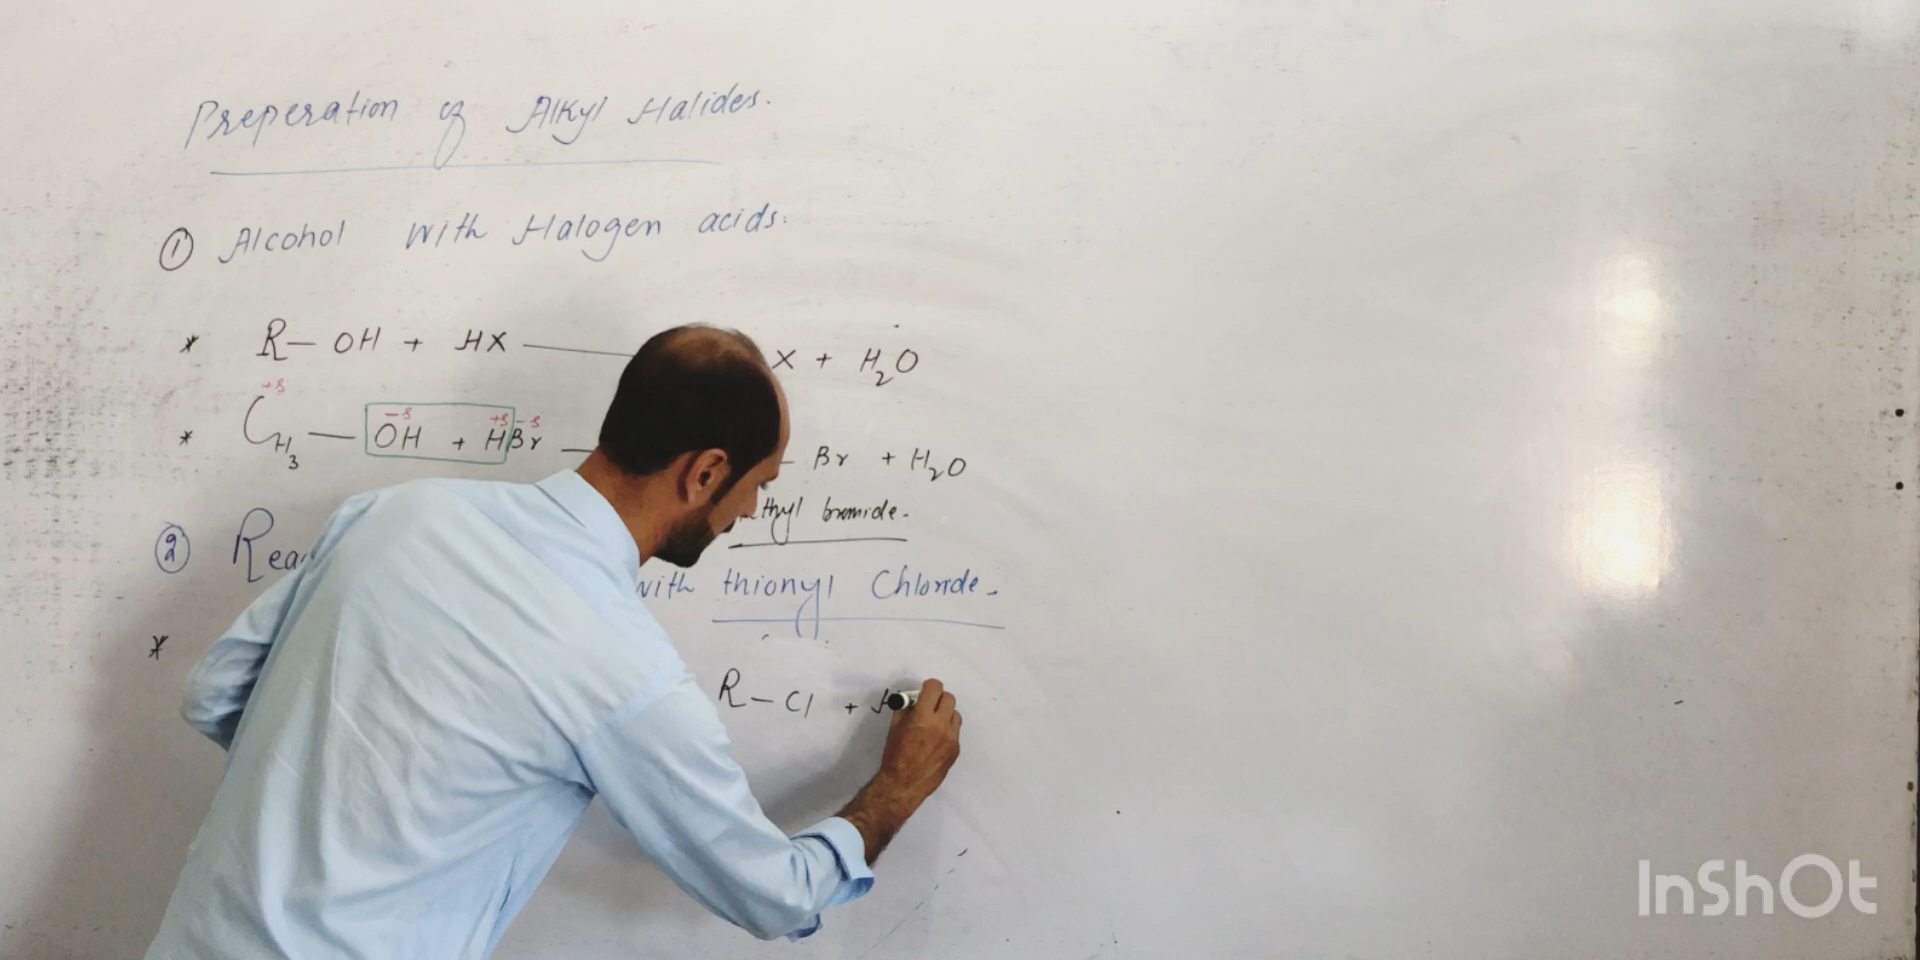 Preperation of Alkyl Halides.
① Alcohol with Halogen acids.
* R—OH + HX — X + H₂O
+δ -δ +δ -δ
* CH₃—OH + HBr — Br + H₂O
thyl bromide.
② Rea with thionyl Chloride.
* R—Cl + H
InShOt